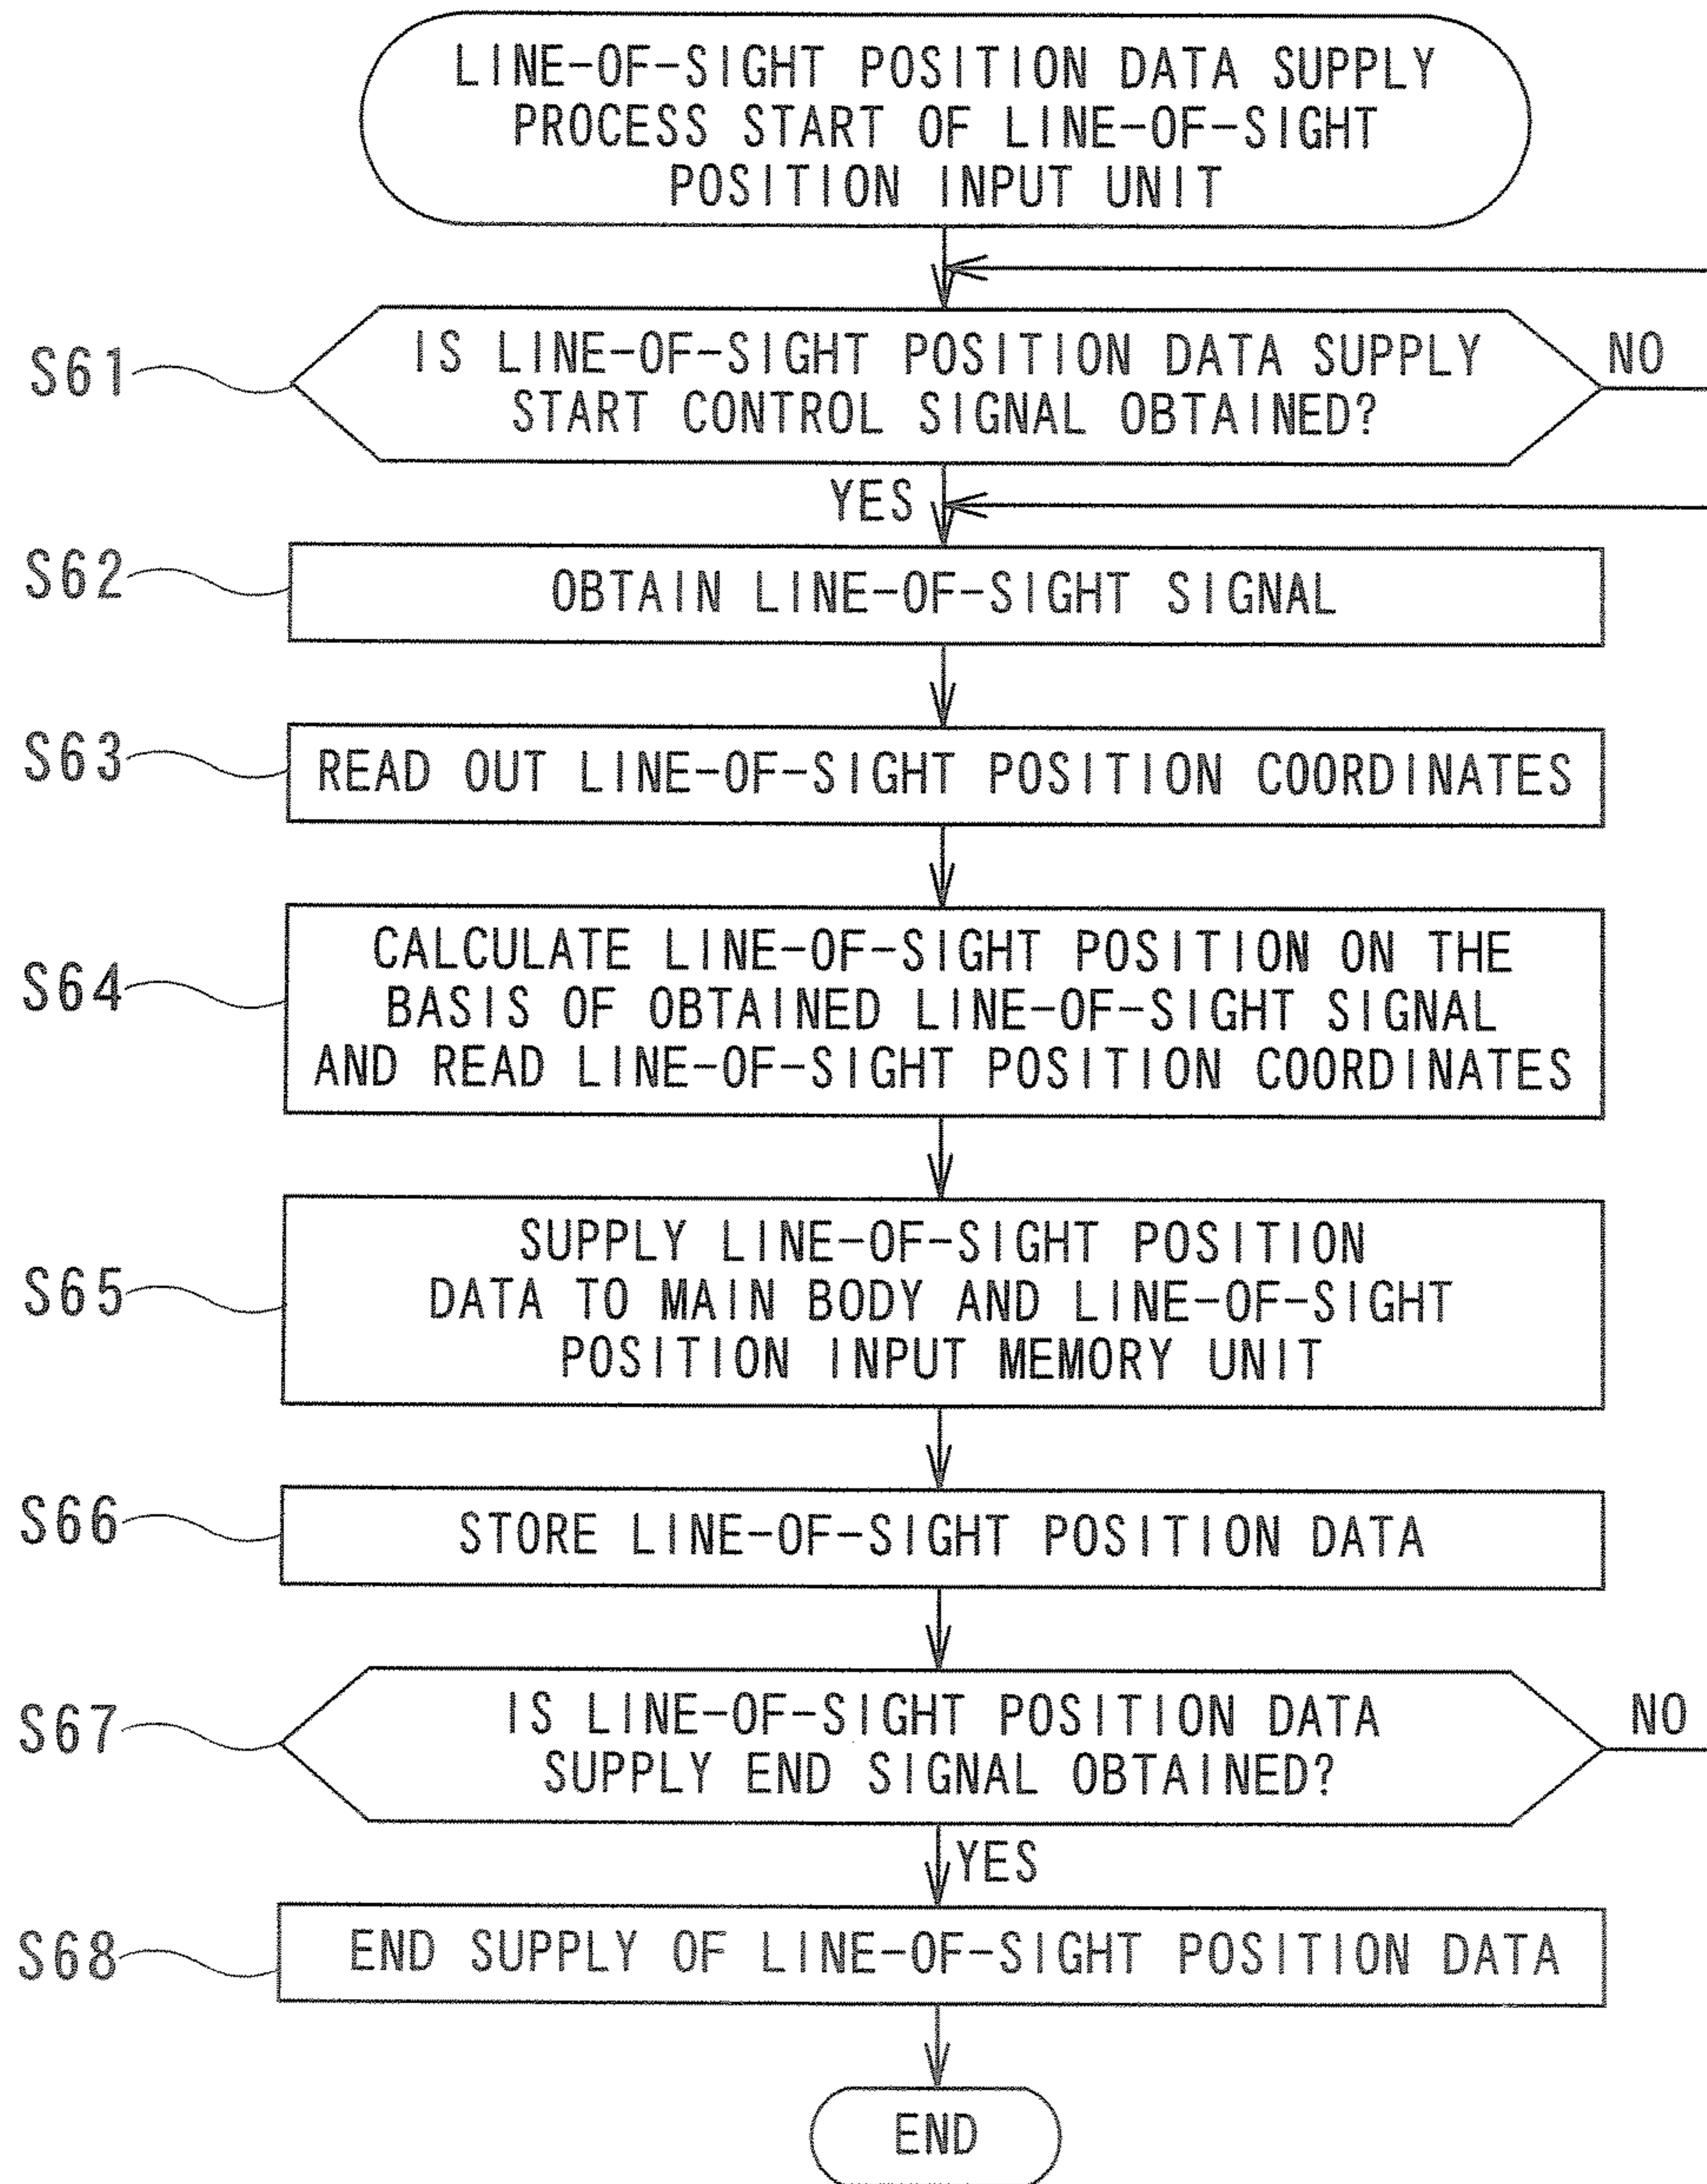 LINE-OF-SIGHT POSITION DATA SUPPLY
PROCESS START OF LINE-OF-SIGHT
POSITION INPUT UNIT
S61
IS LINE-OF-SIGHT POSITION DATA SUPPLY
START CONTROL SIGNAL OBTAINED?
NO
YES
S62
OBTAIN LINE-OF-SIGHT SIGNAL
S63
READ OUT LINE-OF-SIGHT POSITION COORDINATES
S64
CALCULATE LINE-OF-SIGHT POSITION ON THE
BASIS OF OBTAINED LINE-OF-SIGHT SIGNAL
AND READ LINE-OF-SIGHT POSITION COORDINATES
S65
SUPPLY LINE-OF-SIGHT POSITION
DATA TO MAIN BODY AND LINE-OF-SIGHT
POSITION INPUT MEMORY UNIT
S66
STORE LINE-OF-SIGHT POSITION DATA
S67
IS LINE-OF-SIGHT POSITION DATA
SUPPLY END SIGNAL OBTAINED?
NO
YES
S68
END SUPPLY OF LINE-OF-SIGHT POSITION DATA
END